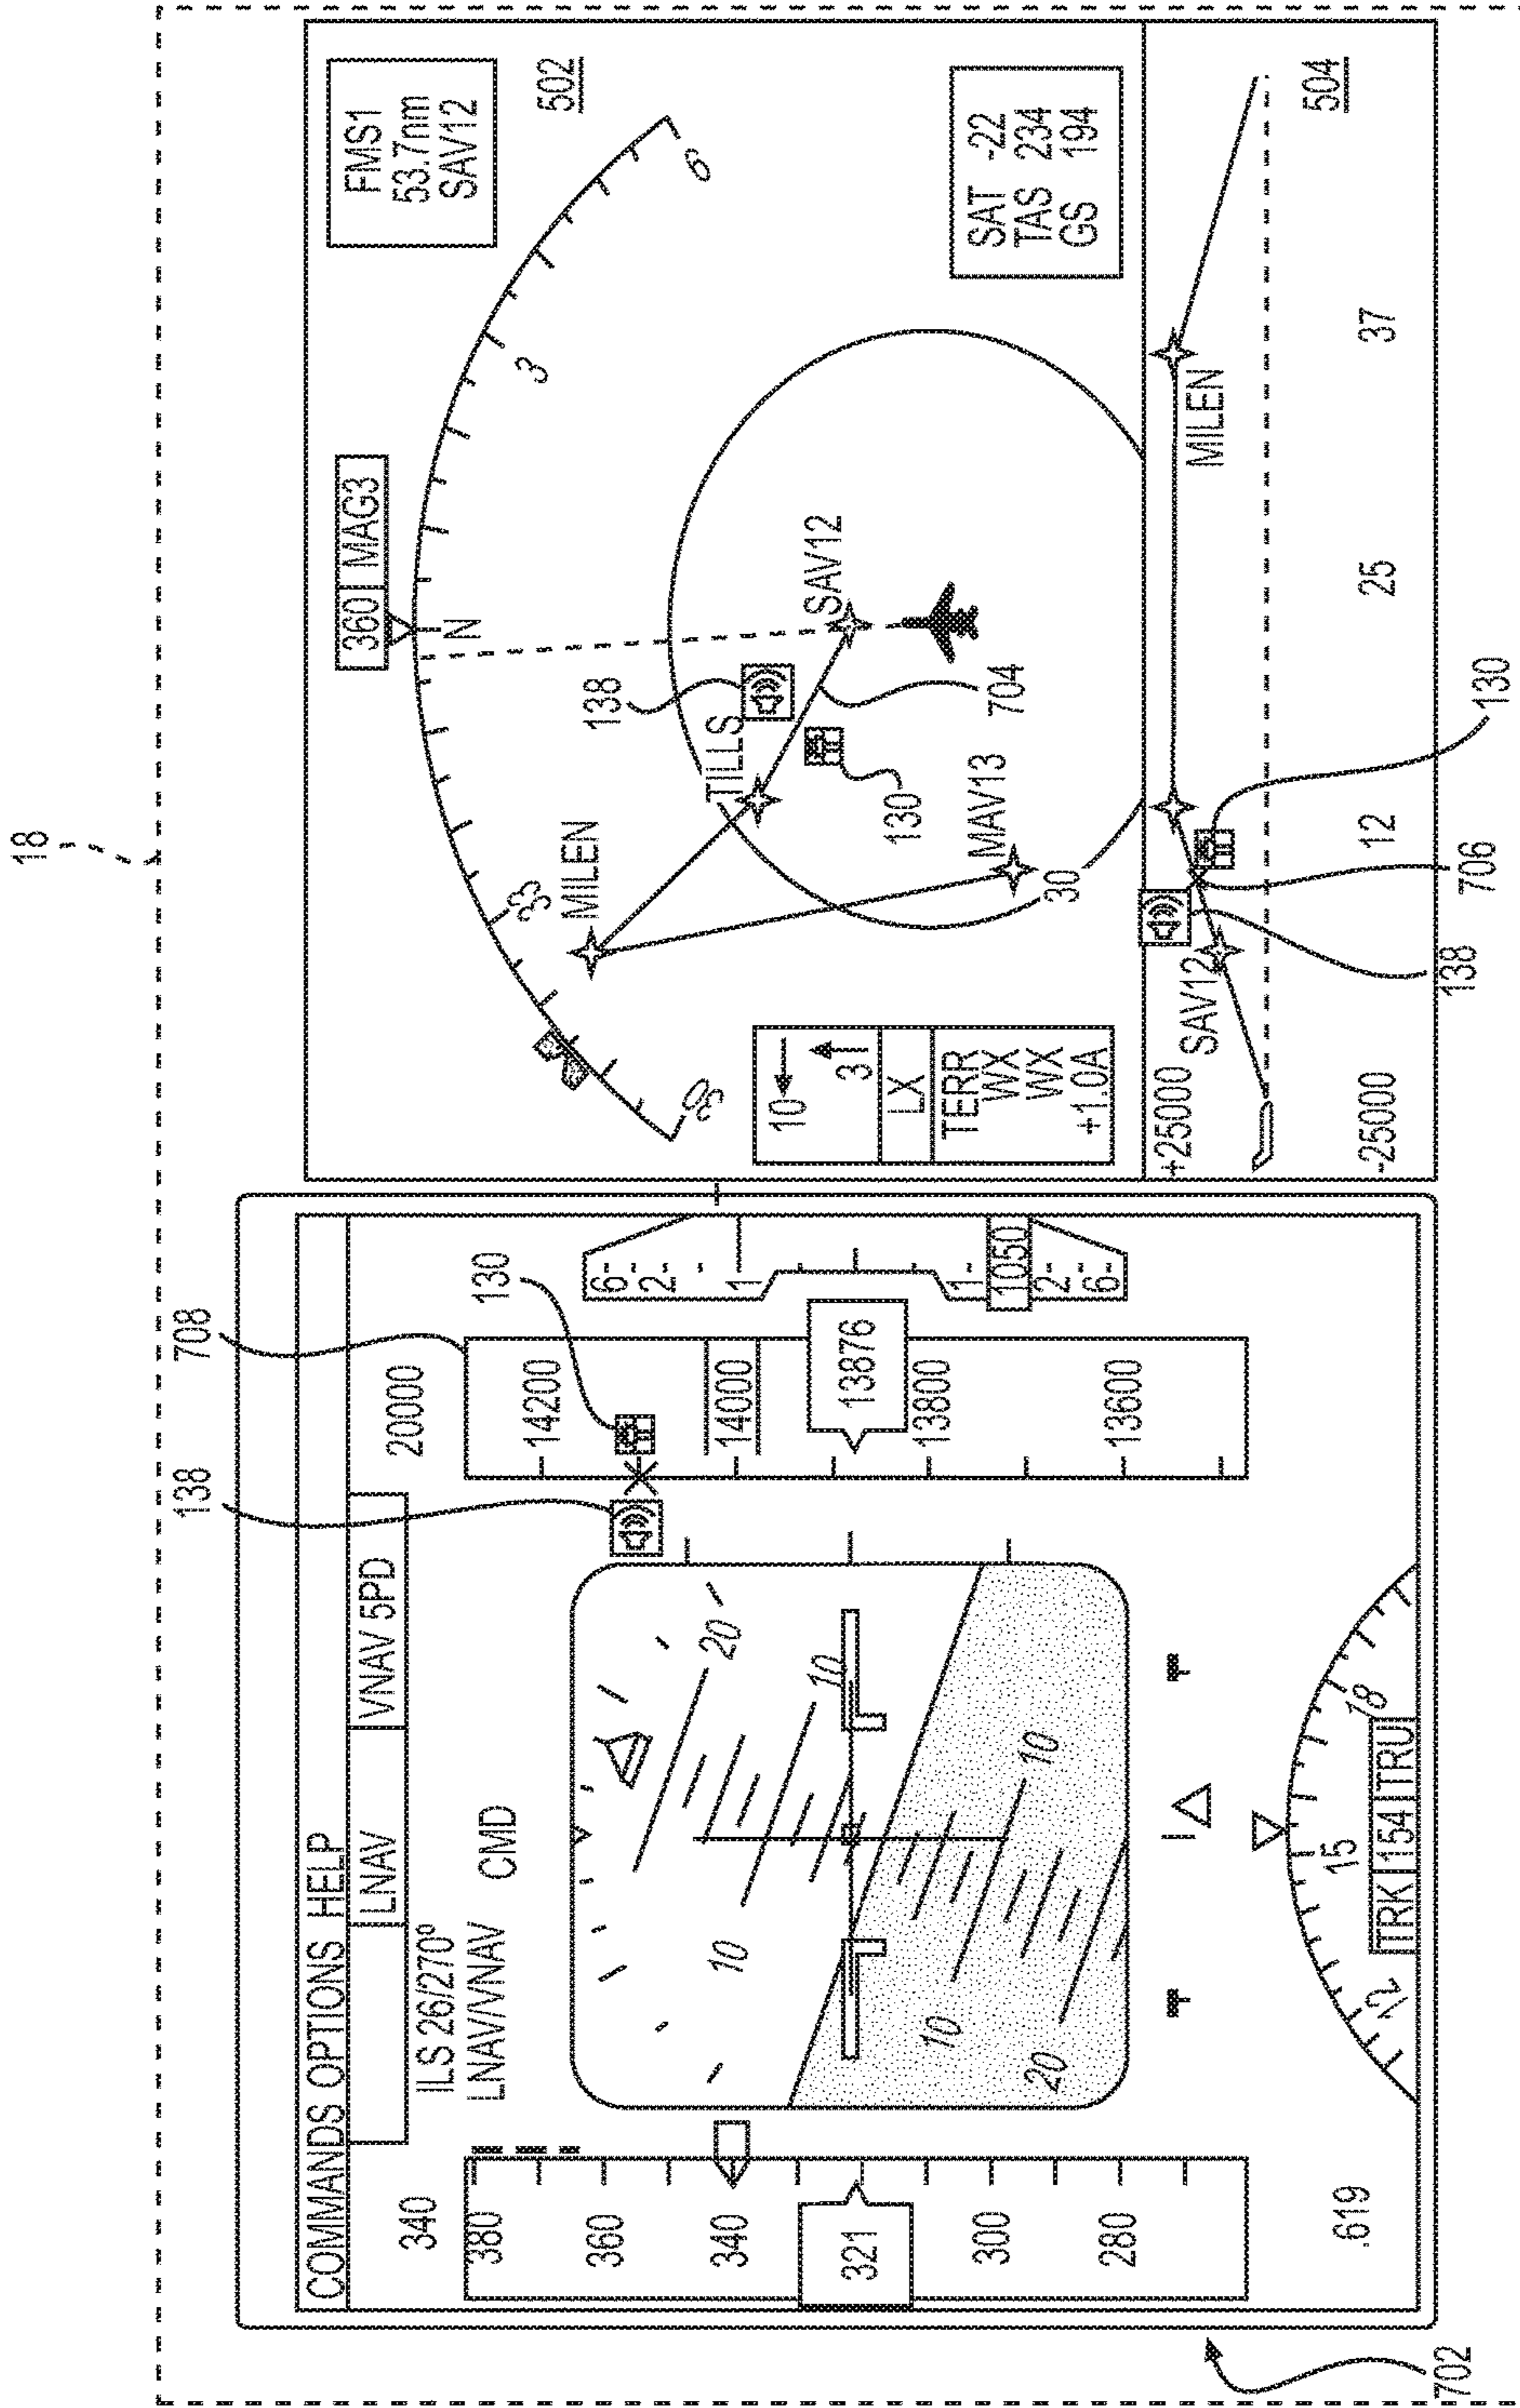 18
702
COMMANDS OPTIONS HELP
LNAV
VNAV 5PD
340
ILS 26/270°
LNAV/VNAV
CMD
20000
138
708
130
380
360
340
321
300
280
.619
20
10
10
10
10
20
14200
14000
13876
13800
13600
6
2
1
1
1050
2
6
12
15
18
TRK 154 TRU
360 MAG3
FMS1
53.7nm
SAV12
502
30
33
N
3
6
MILEN
TILLS
138
SAV12
130
704
MAV13
30
10
3
LX
TERR
WX
WX
+1.0A
SAT -22
TAS 234
GS 194
+25000
SAV12
MILEN
504
-25000
12
25
37
138
706
130